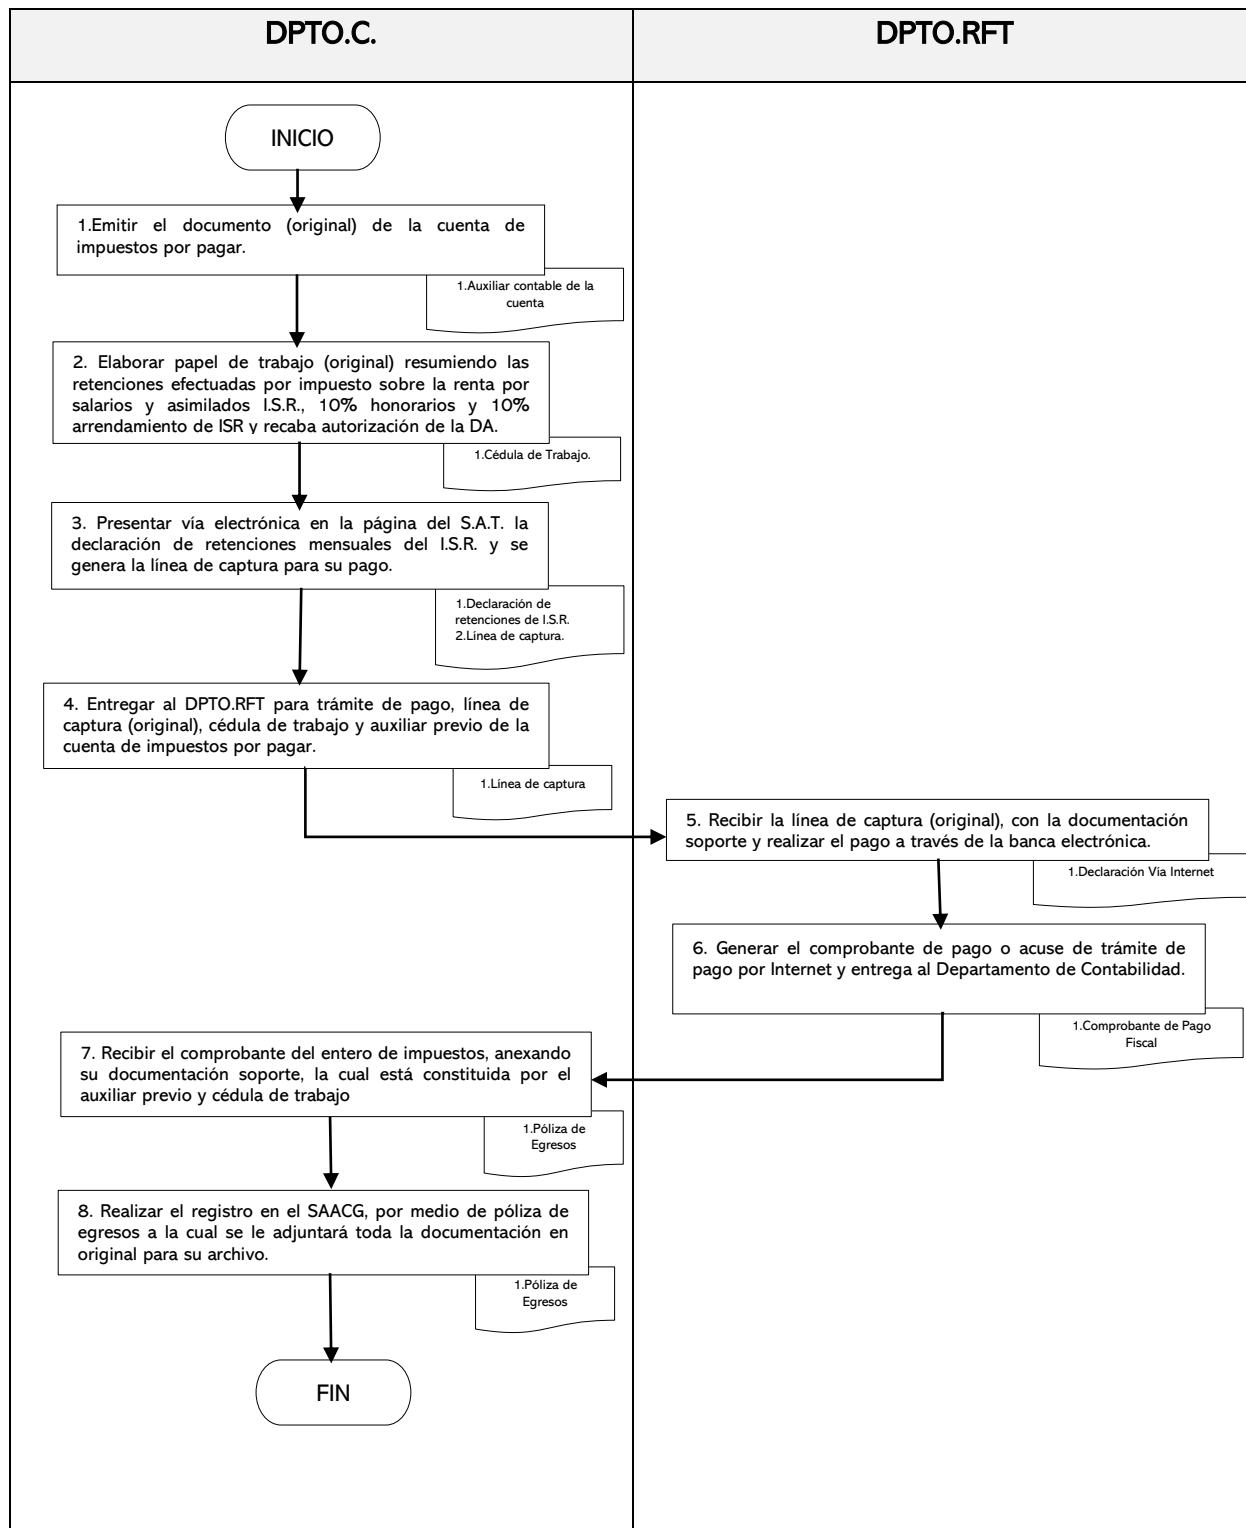 DPTO.C.
DPTO.RFT
INICIO
1.Emitir el documento (original) de la cuenta de
impuestos por pagar.
1.Auxiliar contable de la
cuenta
2. Elaborar papel de trabajo (original) resumiendo las
retenciones efectuadas por impuesto sobre la renta por
salarios y asimilados I.S.R., 10% honorarios y 10%
arrendamiento de ISR y recaba autorización de la DA.
1.Cédula de Trabajo.
3. Presentar vía electrónica en la página del S.A.T. la
declaración de retenciones mensuales del I.S.R. y se
genera la línea de captura para su pago.
1.Declaración de
retenciones de I.S.R.
2.Línea de captura.
4. Entregar al DPTO.RFT para trámite de pago, línea de
captura (original), cédula de trabajo y auxiliar previo de la
cuenta de impuestos por pagar.
1.Línea de captura
5. Recibir la línea de captura (original), con la documentación
soporte y realizar el pago a través de la banca electrónica.
1.Declaración Vía Internet
6. Generar el comprobante de pago o acuse de trámite de
pago por Internet y entrega al Departamento de Contabilidad.
1.Comprobante de Pago
Fiscal
7. Recibir el comprobante del entero de impuestos, anexando
su documentación soporte, la cual está constituida por el
auxiliar previo y cédula de trabajo
1.Póliza de
Egresos
8. Realizar el registro en el SAACG, por medio de póliza de
egresos a la cual se le adjuntará toda la documentación en
original para su archivo.
1.Póliza de
Egresos
FIN